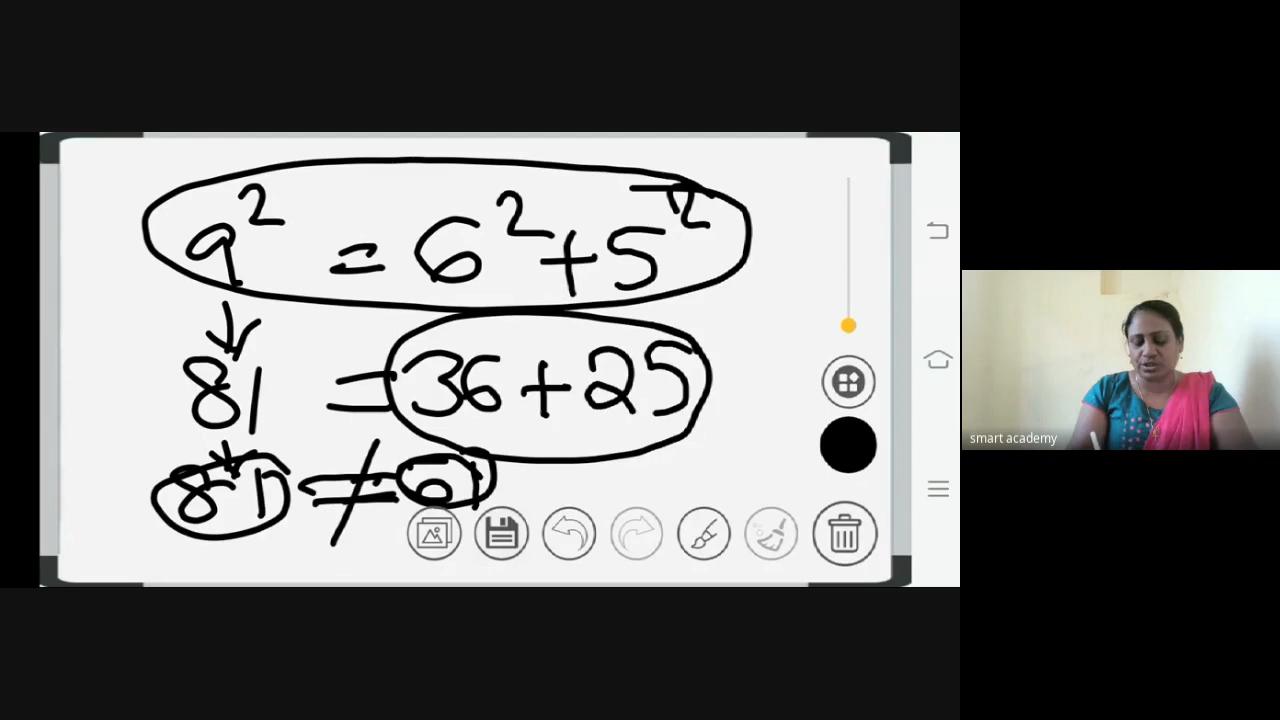 9² = 6² + 5²
81 = 36 + 25
81 ≠ 61
smart academy